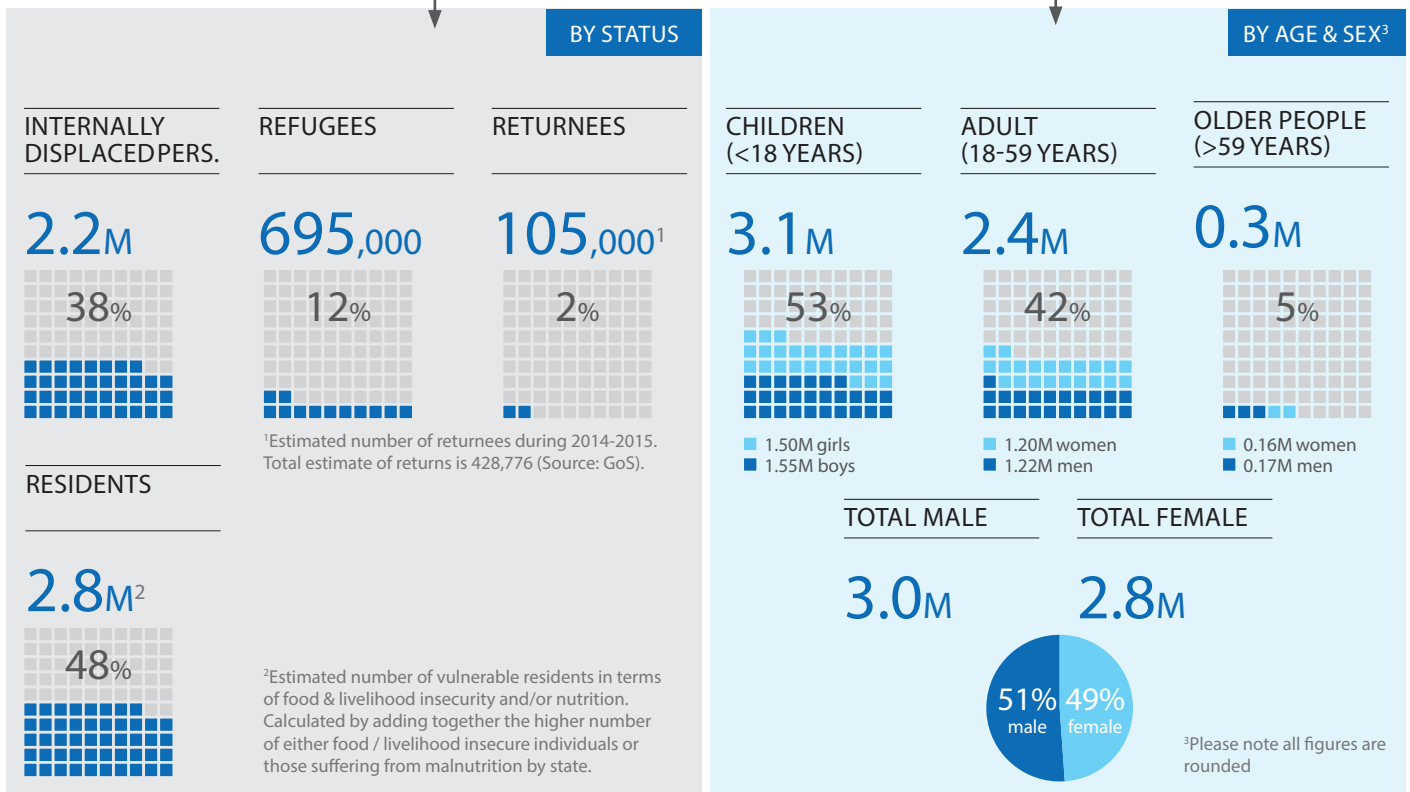 BY STATUS
INTERNALLY
DISPLACEDPERS.
2.2M
38%
REFUGEES
695,000
12%
RETURNEES
105,000¹
2%
¹Estimated number of returnees during 2014-2015.
Total estimate of returns is 428,776 (Source: GoS).
RESIDENTS
2.8M²
48%
²Estimated number of vulnerable residents in terms
of food & livelihood insecurity and/or nutrition.
Calculated by adding together the higher number
of either food / livelihood insecure individuals or
those suffering from malnutrition by state.
BY AGE & SEX³
CHILDREN
(<18 YEARS)
3.1M
53%
1.50M girls
1.55M boys
ADULT
(18-59 YEARS)
2.4M
42%
1.20M women
1.22M men
OLDER PEOPLE
(>59 YEARS)
0.3M
5%
0.16M women
0.17M men
TOTAL MALE
3.0M
TOTAL FEMALE
2.8M
51%
male
49%
female
³Please note all figures are
rounded